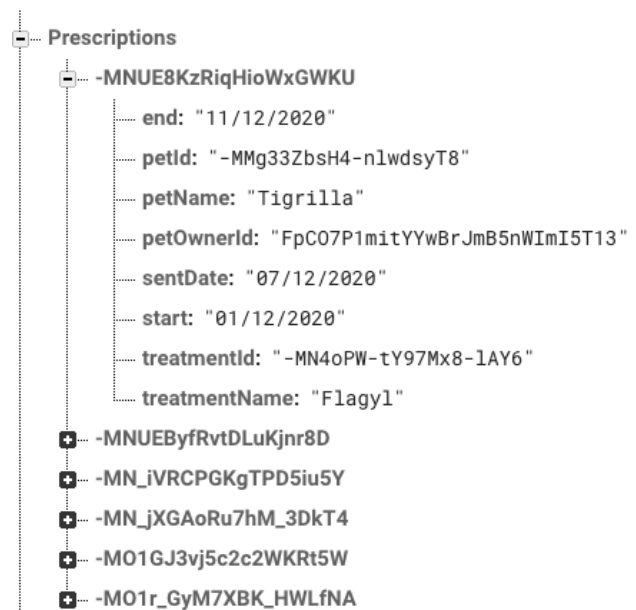 Prescriptions
-MNUE8KzRiqHioWxGWKU
end: "11/12/2020"
petId: "-MMg33ZbsH4-nlwdsyT8"
petName: "Tigrilla"
petOwnerId: "FpCO7P1mitYYwBrJmB5nWImI5T13"
sentDate: "07/12/2020"
start: "01/12/2020"
treatmentId: "-MN4oPW-tY97Mx8-lAY6"
treatmentName: "Flagyl"
-MNUEByfRvtDLuKjnr8D
-MN_iVRCPGKgTPD5iu5Y
-MN_jXGAoRu7hM_3DkT4
-MO1GJ3vj5c2c2WKRt5W
-MO1r_GyM7XBK_HWLfNA